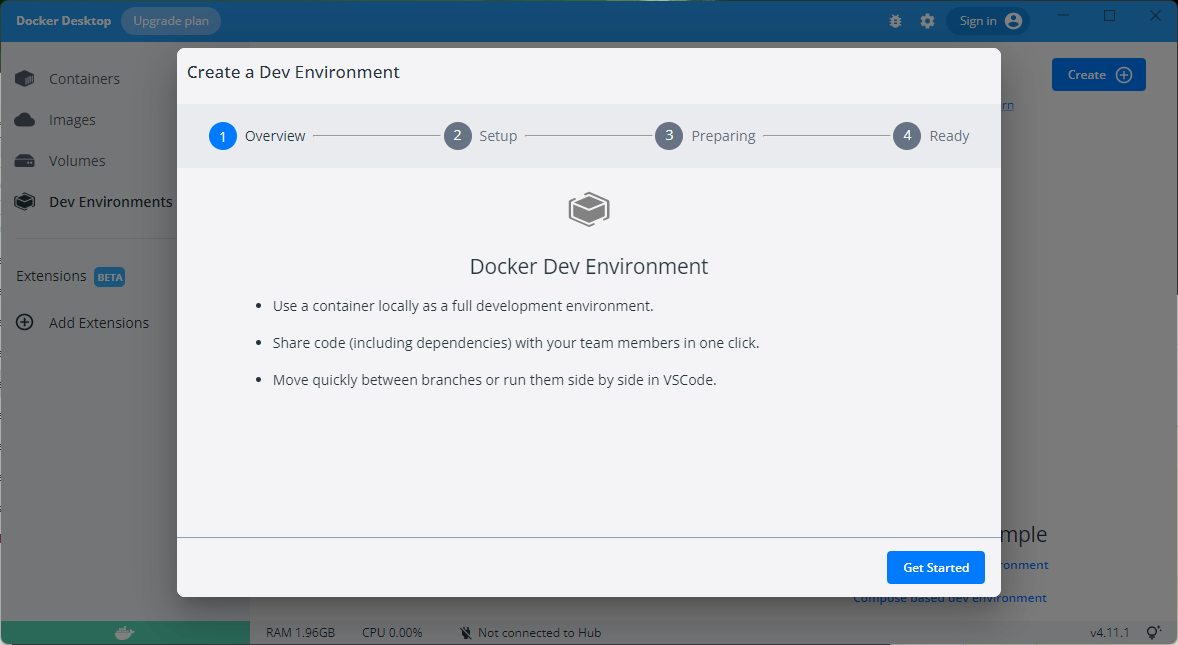 Docker Desktop Upgrade plan Sign in
Create a Dev Environment
Containers
Images
Volumes
Dev Environments
Extensions BETA
Add Extensions
Create
1 Overview 2 Setup 3 Preparing 4 Ready
Docker Dev Environment
Use a container locally as a full development environment.
Share code (including dependencies) with your team members in one click.
Move quickly between branches or run them side by side in VSCode.
Get Started
Compose based dev environment
RAM 1.96GB CPU 0.00% Not connected to Hub v4.11.1